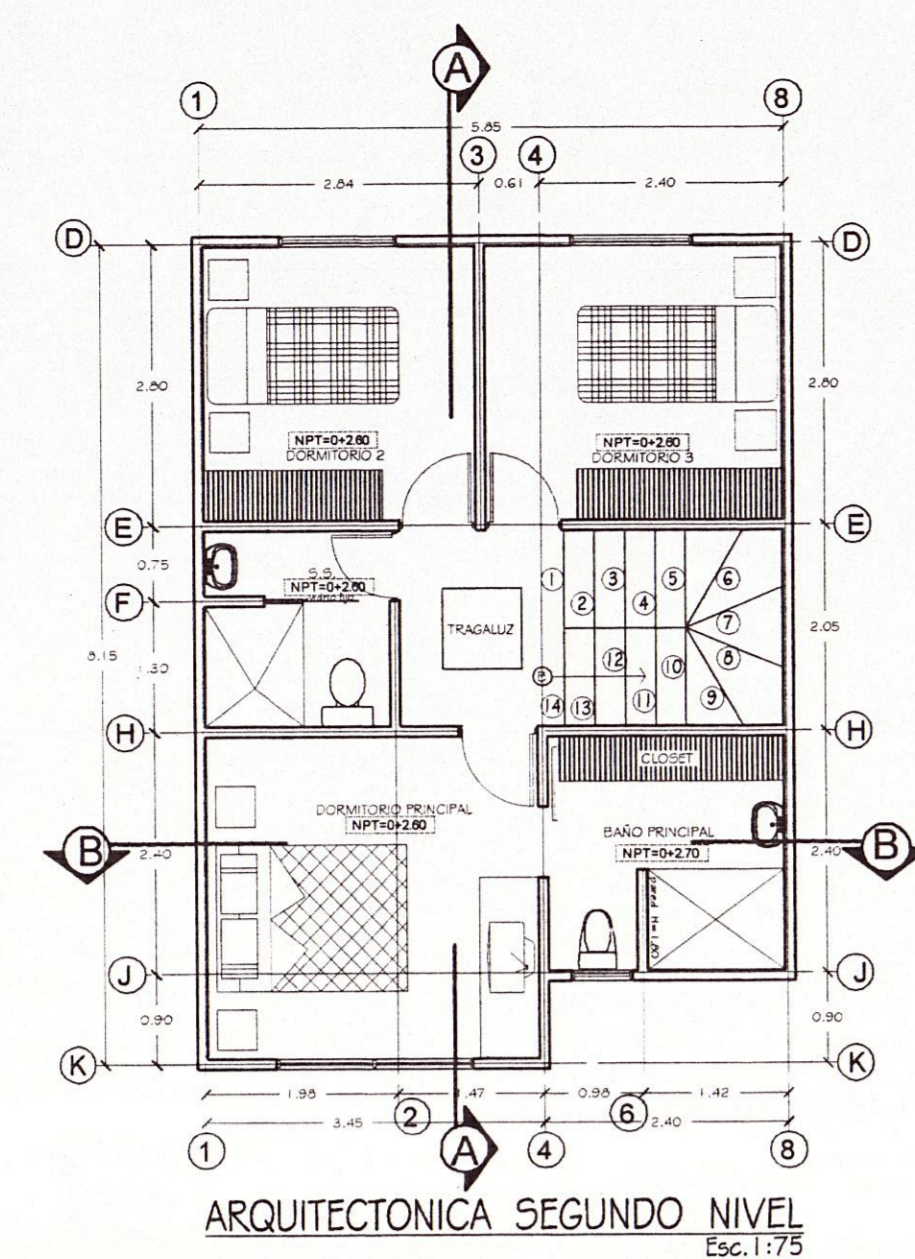 A
1
8
5.85
3
4
2.84
0.61
2.40
D
D
2.80
2.80
NPT=0+2.60
DORMITORIO 2
NPT=0+2.60
DORMITORIO 3
E
E
0.75
S.S.
NPT=0+2.60
F
1
2
3
4
5
6
7
8
9
10
11
12
13
14
TRAGALUZ
2.05
8.15
1.30
H
H
CLOSET
DORMITORIO PRINCIPAL
NPT=0+2.60
BAÑO PRINCIPAL
NPT=0+2.70
B
B
2.40
2.40
pared H=1.80
J
J
0.90
0.90
K
K
1.98
1.47
0.98
1.42
2
6
3.45
2.40
1
A
4
8
ARQUITECTONICA SEGUNDO NIVEL
Esc. 1:75